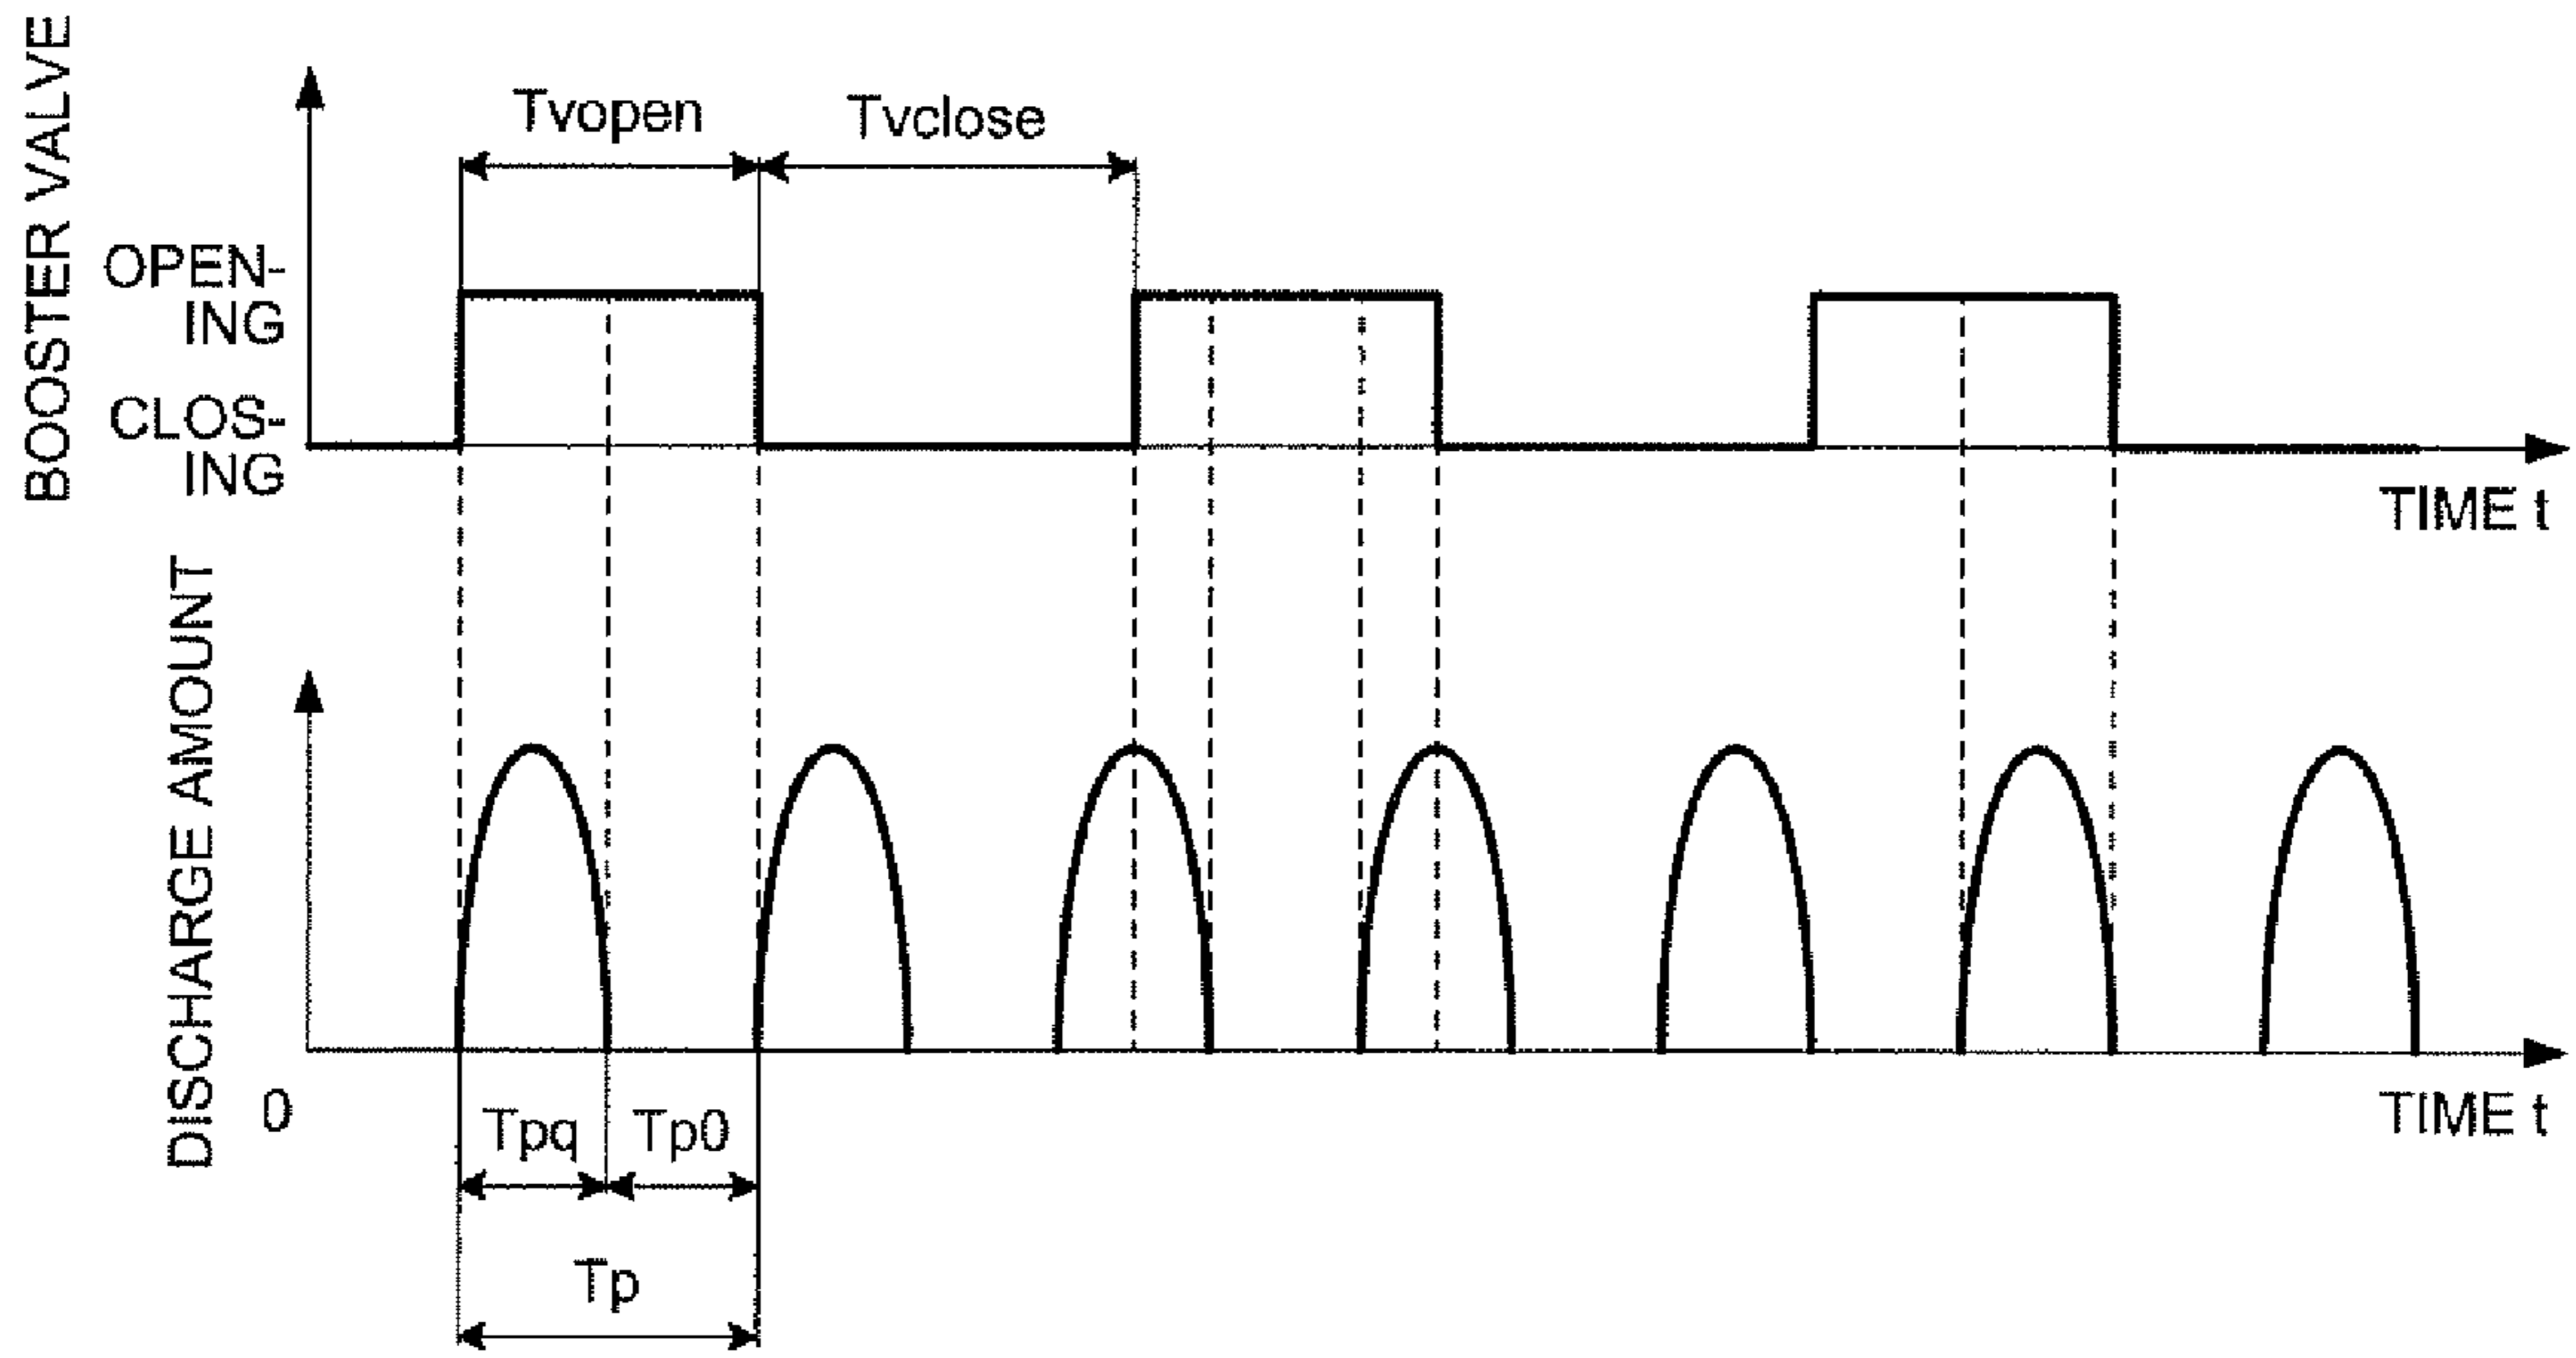 BOOSTER VALVE
Tvopen
Tvclose
OPEN-
ING
CLOS-
ING
TIME t
DISCHARGE AMOUNT
0
TIME t
Tpq
Tp0
Tp